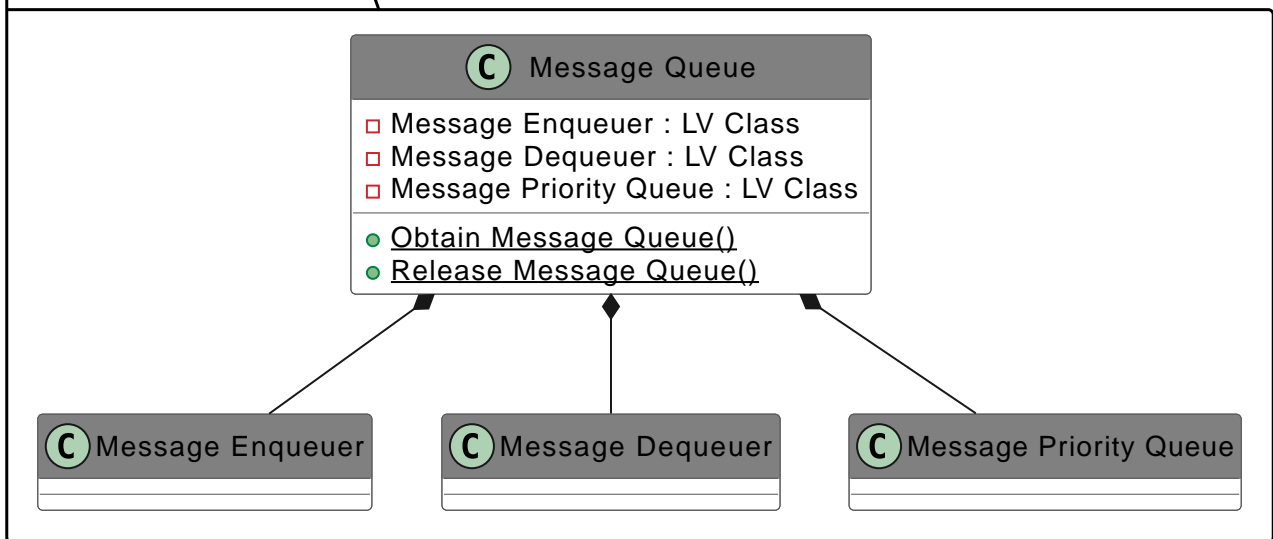 C Message Queue
Message Enqueuer : LV Class
Message Dequeuer : LV Class
Message Priority Queue : LV Class
Obtain Message Queue()
Release Message Queue()
C Message Enqueuer
C Message Dequeuer
C Message Priority Queue